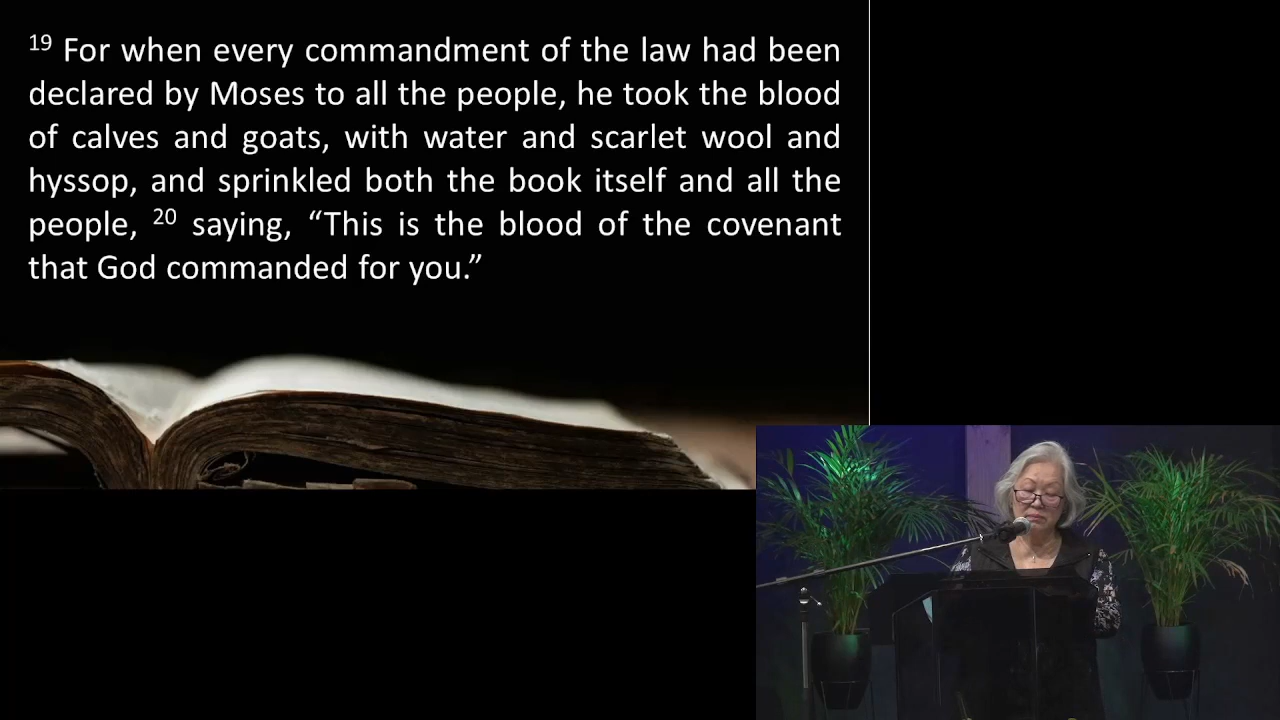 19 For when every commandment of the law had been
declared by Moses to all the people, he took the blood
of calves and goats, with water and scarlet wool and
hyssop, and sprinkled both the book itself and all the
people, 20 saying, “This is the blood of the covenant
that God commanded for you.”